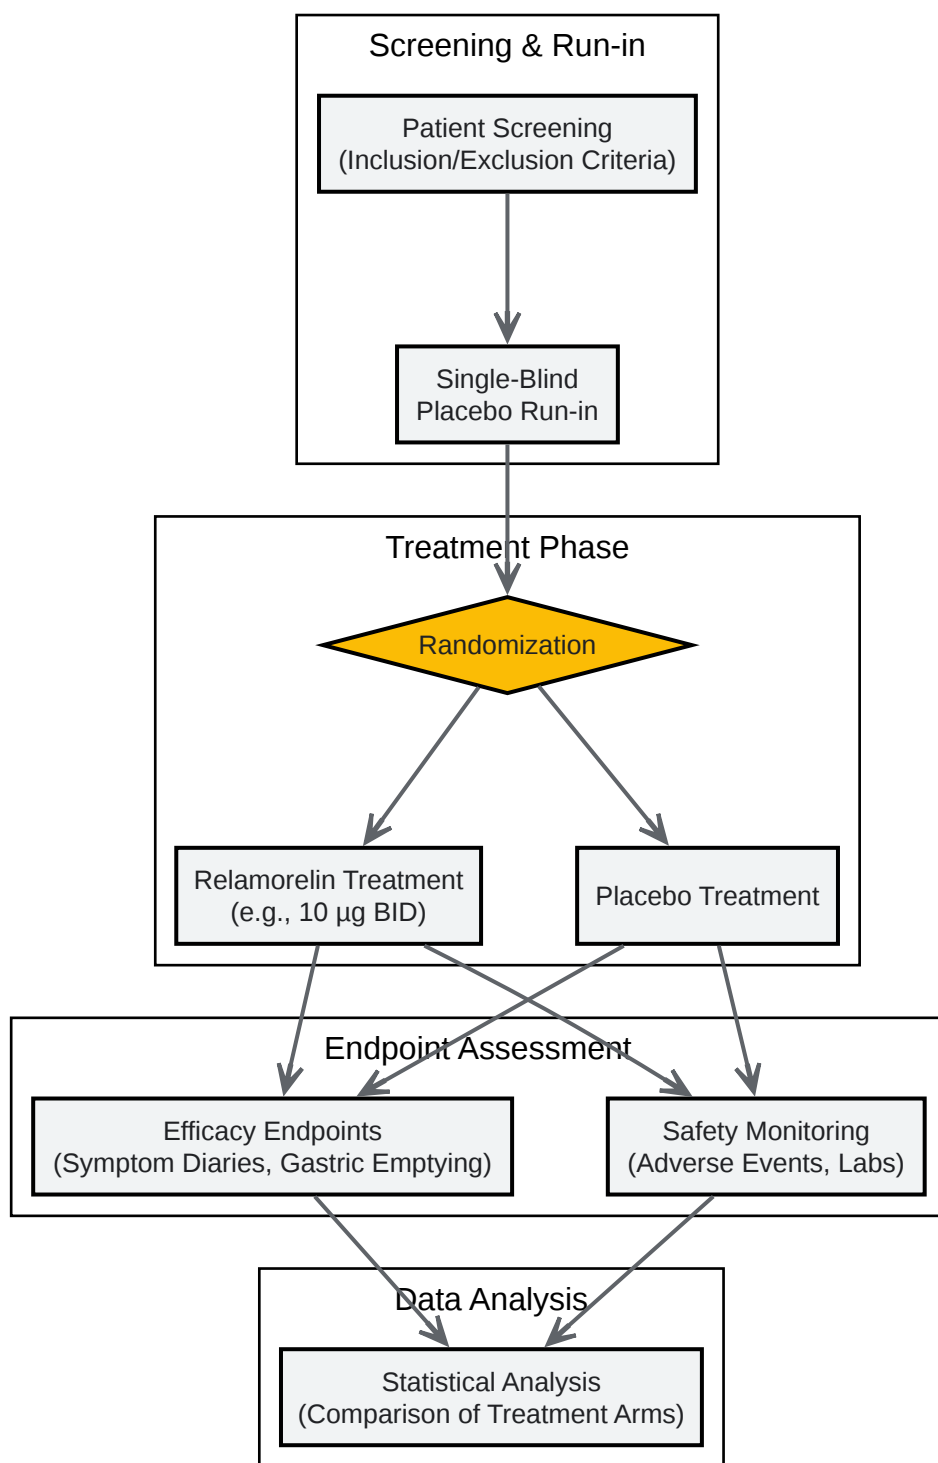 Screening & Run-in
Patient Screening
(Inclusion/Exclusion Criteria)
Single-Blind
Placebo Run-in
Treatment Phase
Randomization
Relamorelin Treatment
(e.g., 10 µg BID)
Placebo Treatment
Endpoint Assessment
Efficacy Endpoints
(Symptom Diaries, Gastric Emptying)
Safety Monitoring
(Adverse Events, Labs)
Data Analysis
Statistical Analysis
(Comparison of Treatment Arms)